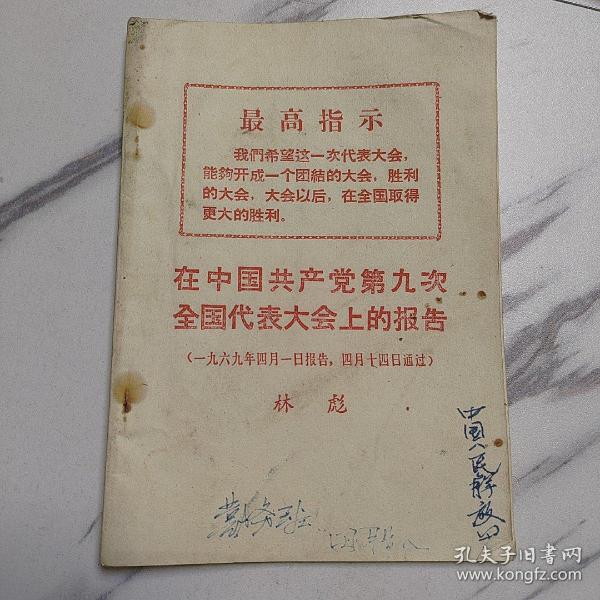 最高指示
我們希望这一次代表大会，
能夠开成一个团結的大会，胜利
的大会，大会以后，在全国取得
更大的胜利。
在中国共产党第九次
全国代表大会上的报告
（一九六九年四月一日报告，四月十四日通过）
林彪
中国人民解放
孔夫子旧书网
www.kongfz.com